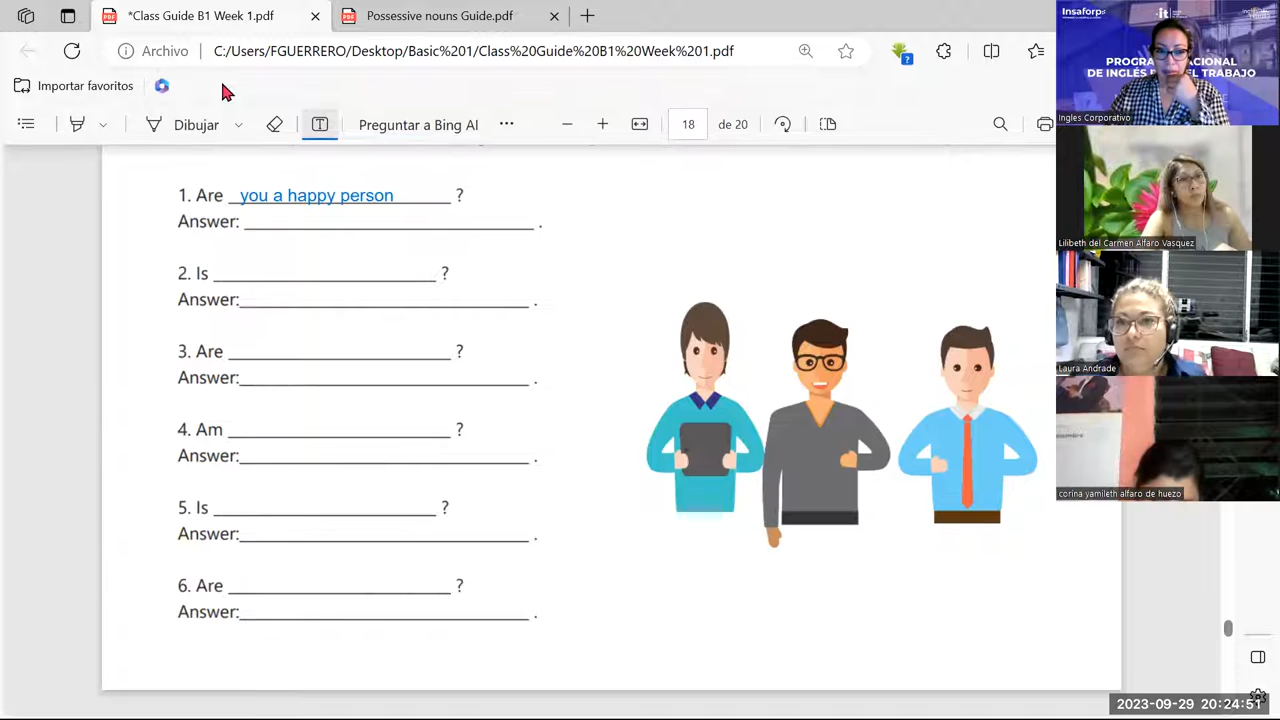 *Class Guide B1 Week 1.pdf
Possessive nouns Guide.pdf
Archivo
C:/Users/FGUERRERO/Desktop/Basic%201/Class%20Guide%20B1%20Week%201.pdf
Importar favoritos
Dibujar
Preguntar a Bing AI
18
de 20
1. Are you a happy person ?
Answer: .
2. Is ?
Answer: .
3. Are ?
Answer: .
4. Am ?
Answer: .
5. Is ?
Answer: .
6. Are ?
Answer: .
Insaforp
Ingles Corporativo
Lilibeth del Carmen Alfaro Vasquez
Laura Andrade
corina yamileth alfaro de huezo
2023-09-29 20:24:51